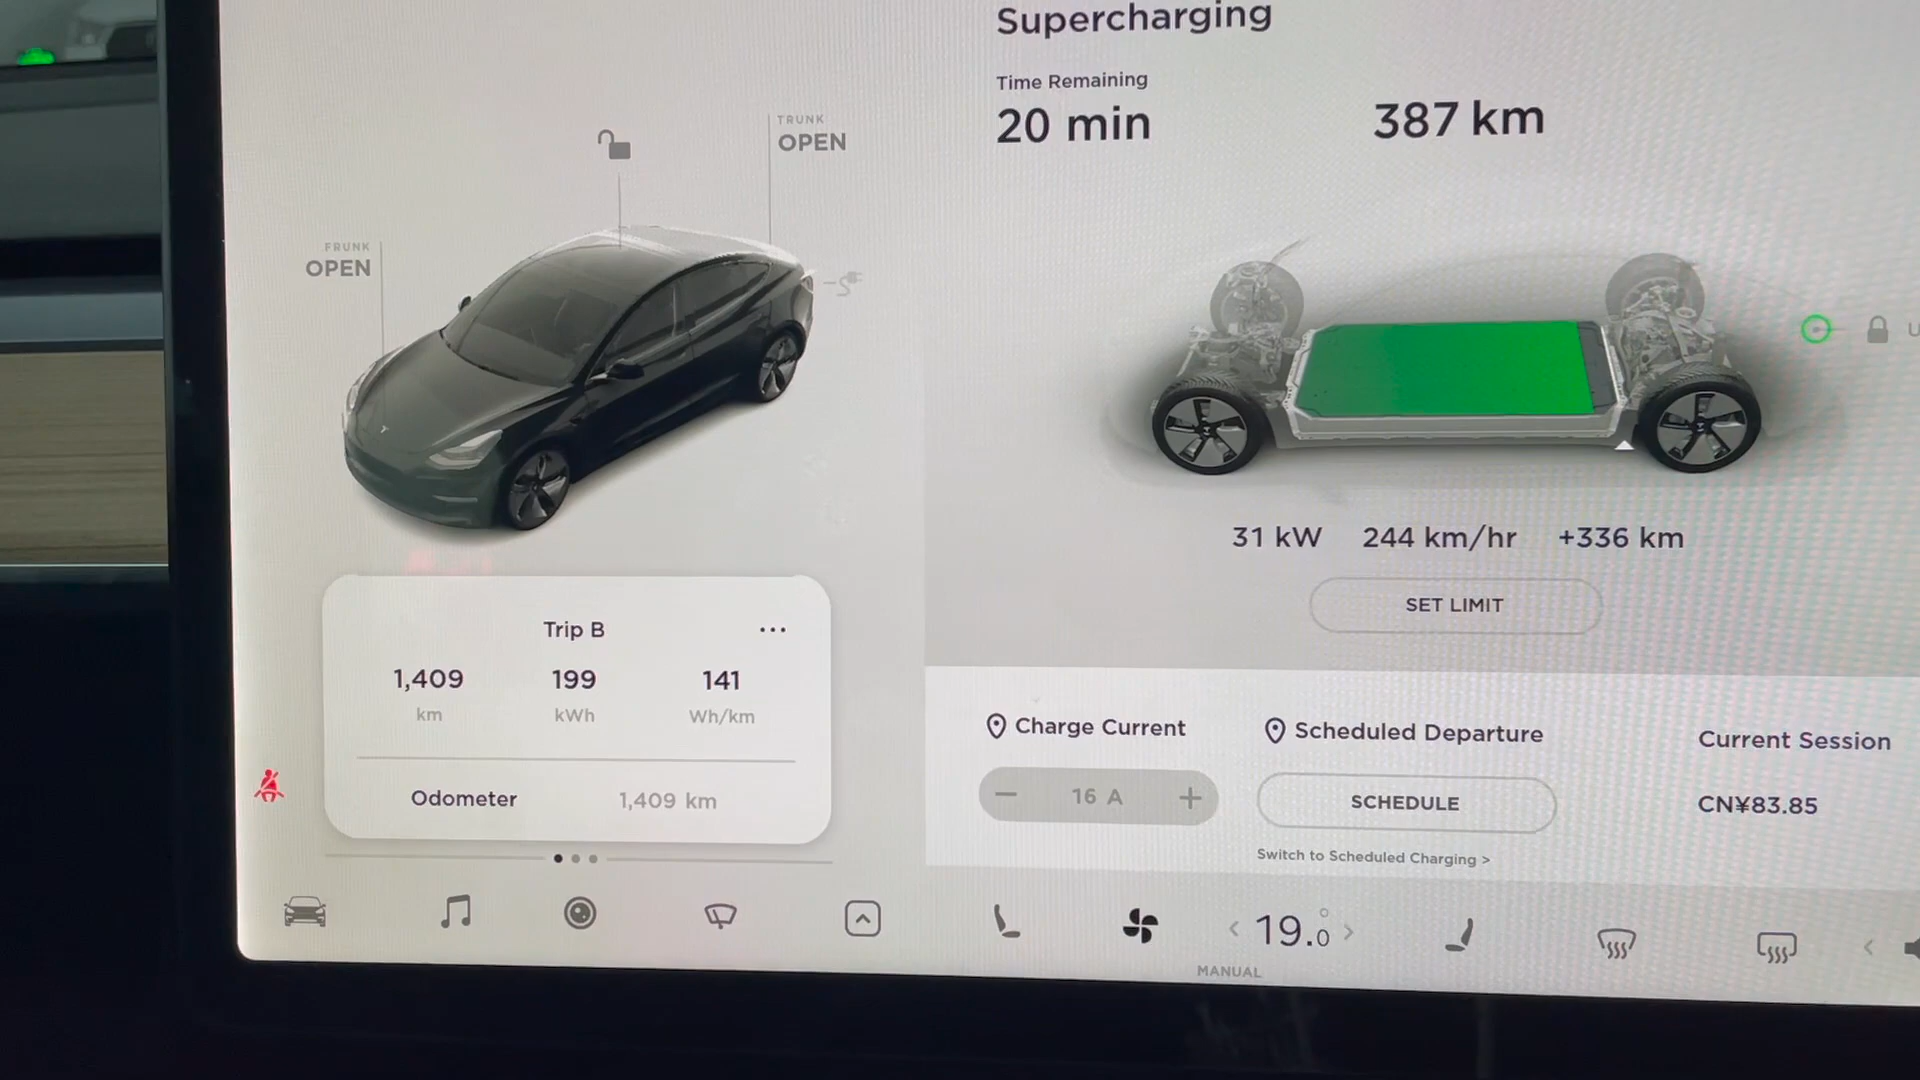 Supercharging
Time Remaining
20 min
387 km
TRUNK
OPEN
FRUNK
OPEN
31 kW 244 km/hr +336 km
SET LIMIT
Trip B
1,409 199 141
km kWh Wh/km
Odometer 1,409 km
Charge Current
16 A
Scheduled Departure
SCHEDULE
Switch to Scheduled Charging >
Current Session
CN¥83.85
19.0
MANUAL